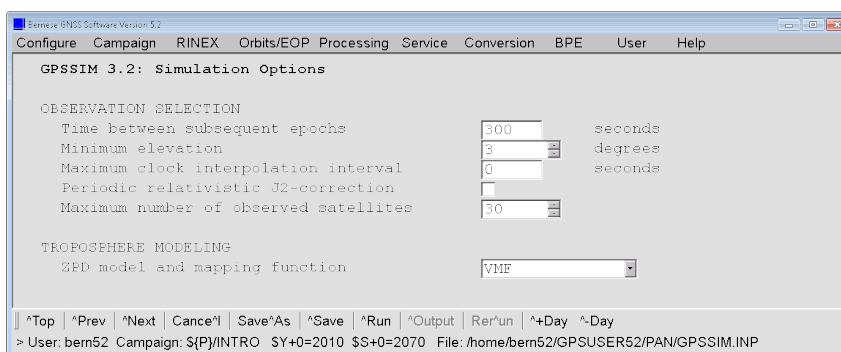 Bernese GNSS Software Version 5.2
Configure Campaign RINEX Orbits/EOP Processing Service Conversion BPE User Help
GPSSIM 3.2: Simulation Options
OBSERVATION SELECTION
Time between subsequent epochs 300 seconds
Minimum elevation 3 degrees
Maximum clock interpolation interval 0 seconds
Periodic relativistic J2-correction
Maximum number of observed satellites 30
TROPOSPHERE MODELING
ZPD model and mapping function VMF
^Top | ^Prev | ^Next | Cance^l | Save^As | ^Save | ^Run | ^Output | Rer^un | ^+Day ^-Day
> User: bern52 Campaign: ${P}/INTRO $Y+0=2010 $S+0=2070 File: /home/bern52/GPSUSER52/PAN/GPSSIM.INP